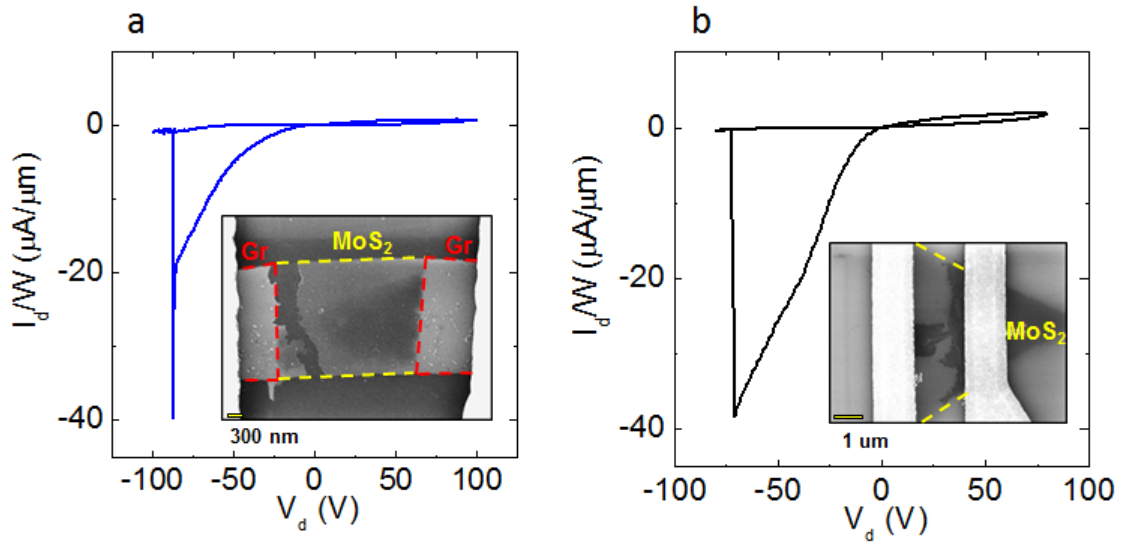 a
0
-20
-40
I_d/W (μA/μm)
-100 -50 0 50 100
V_d (V)
Gr MoS₂ Gr
300 nm
b
0
-20
-40
I_d/W (μA/μm)
-100 -50 0 50 100
V_d (V)
MoS₂
1 um